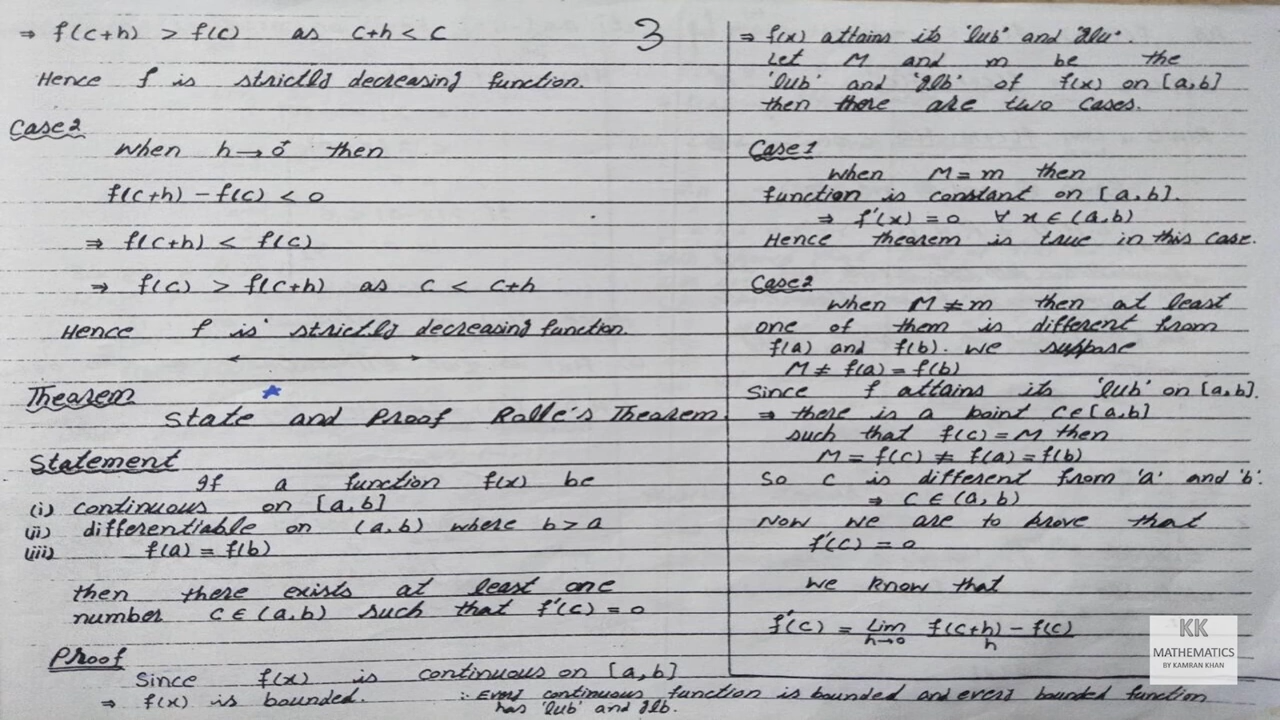 ⇒ f(c+h) > f(c) as c+h < c
Hence f is strictly decreasing function.
Case 2
when h→0⁺ then
f(c+h) - f(c) < 0
⇒ f(c+h) < f(c)
⇒ f(c) > f(c+h) as c < c+h
Hence f is strictly decreasing function.
Theorem
State and Proof Rolle's Theorem.
Statement
If a function f(x) be
(i) continuous on [a,b]
(ii) differentiable on (a,b) where b>a
(iii) f(a) = f(b)
then there exists at least one
number c∈(a,b) such that f'(c) = 0
Proof
Since f(x) is continuous on [a,b]
⇒ f(x) is bounded. ∵ Every continuous function is bounded and every bounded function
has 'lub' and glb.
3
⇒ f(x) attains its 'lub' and 'glb'.
Let M and m be the
'lub' and 'glb' of f(x) on [a,b]
then there are two cases.
Case 1
when M = m then
function is constant on [a,b].
⇒ f'(x) = 0 ∀ x∈(a,b)
Hence theorem is true in this case.
Case 2
when M ≠ m then at least
one of them is different from
f(a) and f(b). we suppose
M ≠ f(a) = f(b)
Since f attains its 'lub' on [a,b].
⇒ there is a point c∈[a,b]
such that f(c) = M then
M = f(c) ≠ f(a) = f(b)
So c is different from 'a' and 'b'.
⇒ c∈(a,b)
Now we are to prove that
f'(c) = 0
we know that
f'(c) = Lim h→0 f(c+h) - f(c) / h
KK
MATHEMATICS
BY KAMRAN KHAN